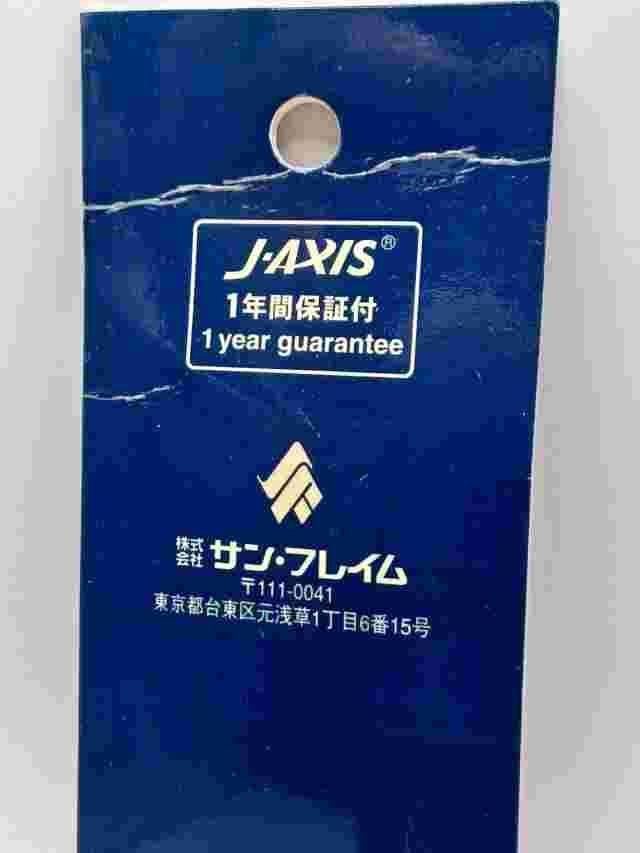 J-AXIS®
1年間保証付
1 year guarantee
株式会社 サン・フレイム
〒111-0041
東京都台東区元浅草1丁目6番15号